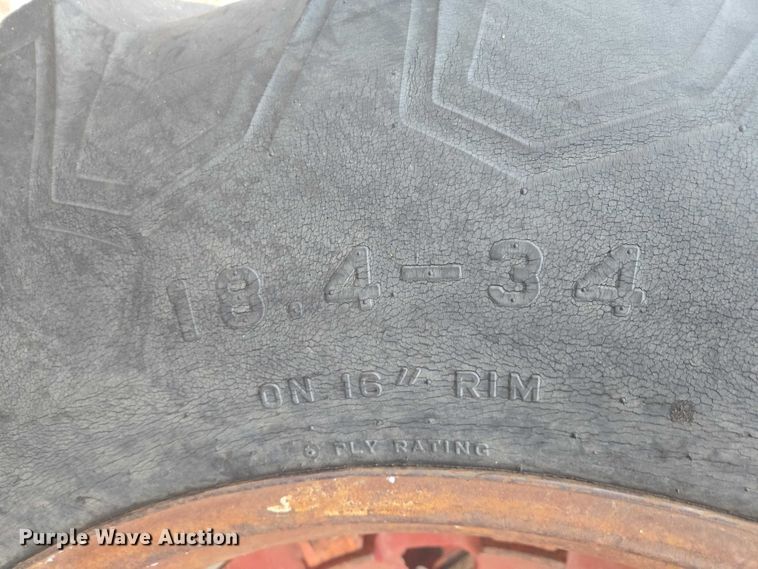 18.4-34
ON 16" RIM
6 PLY RATING
Purple Wave Auction